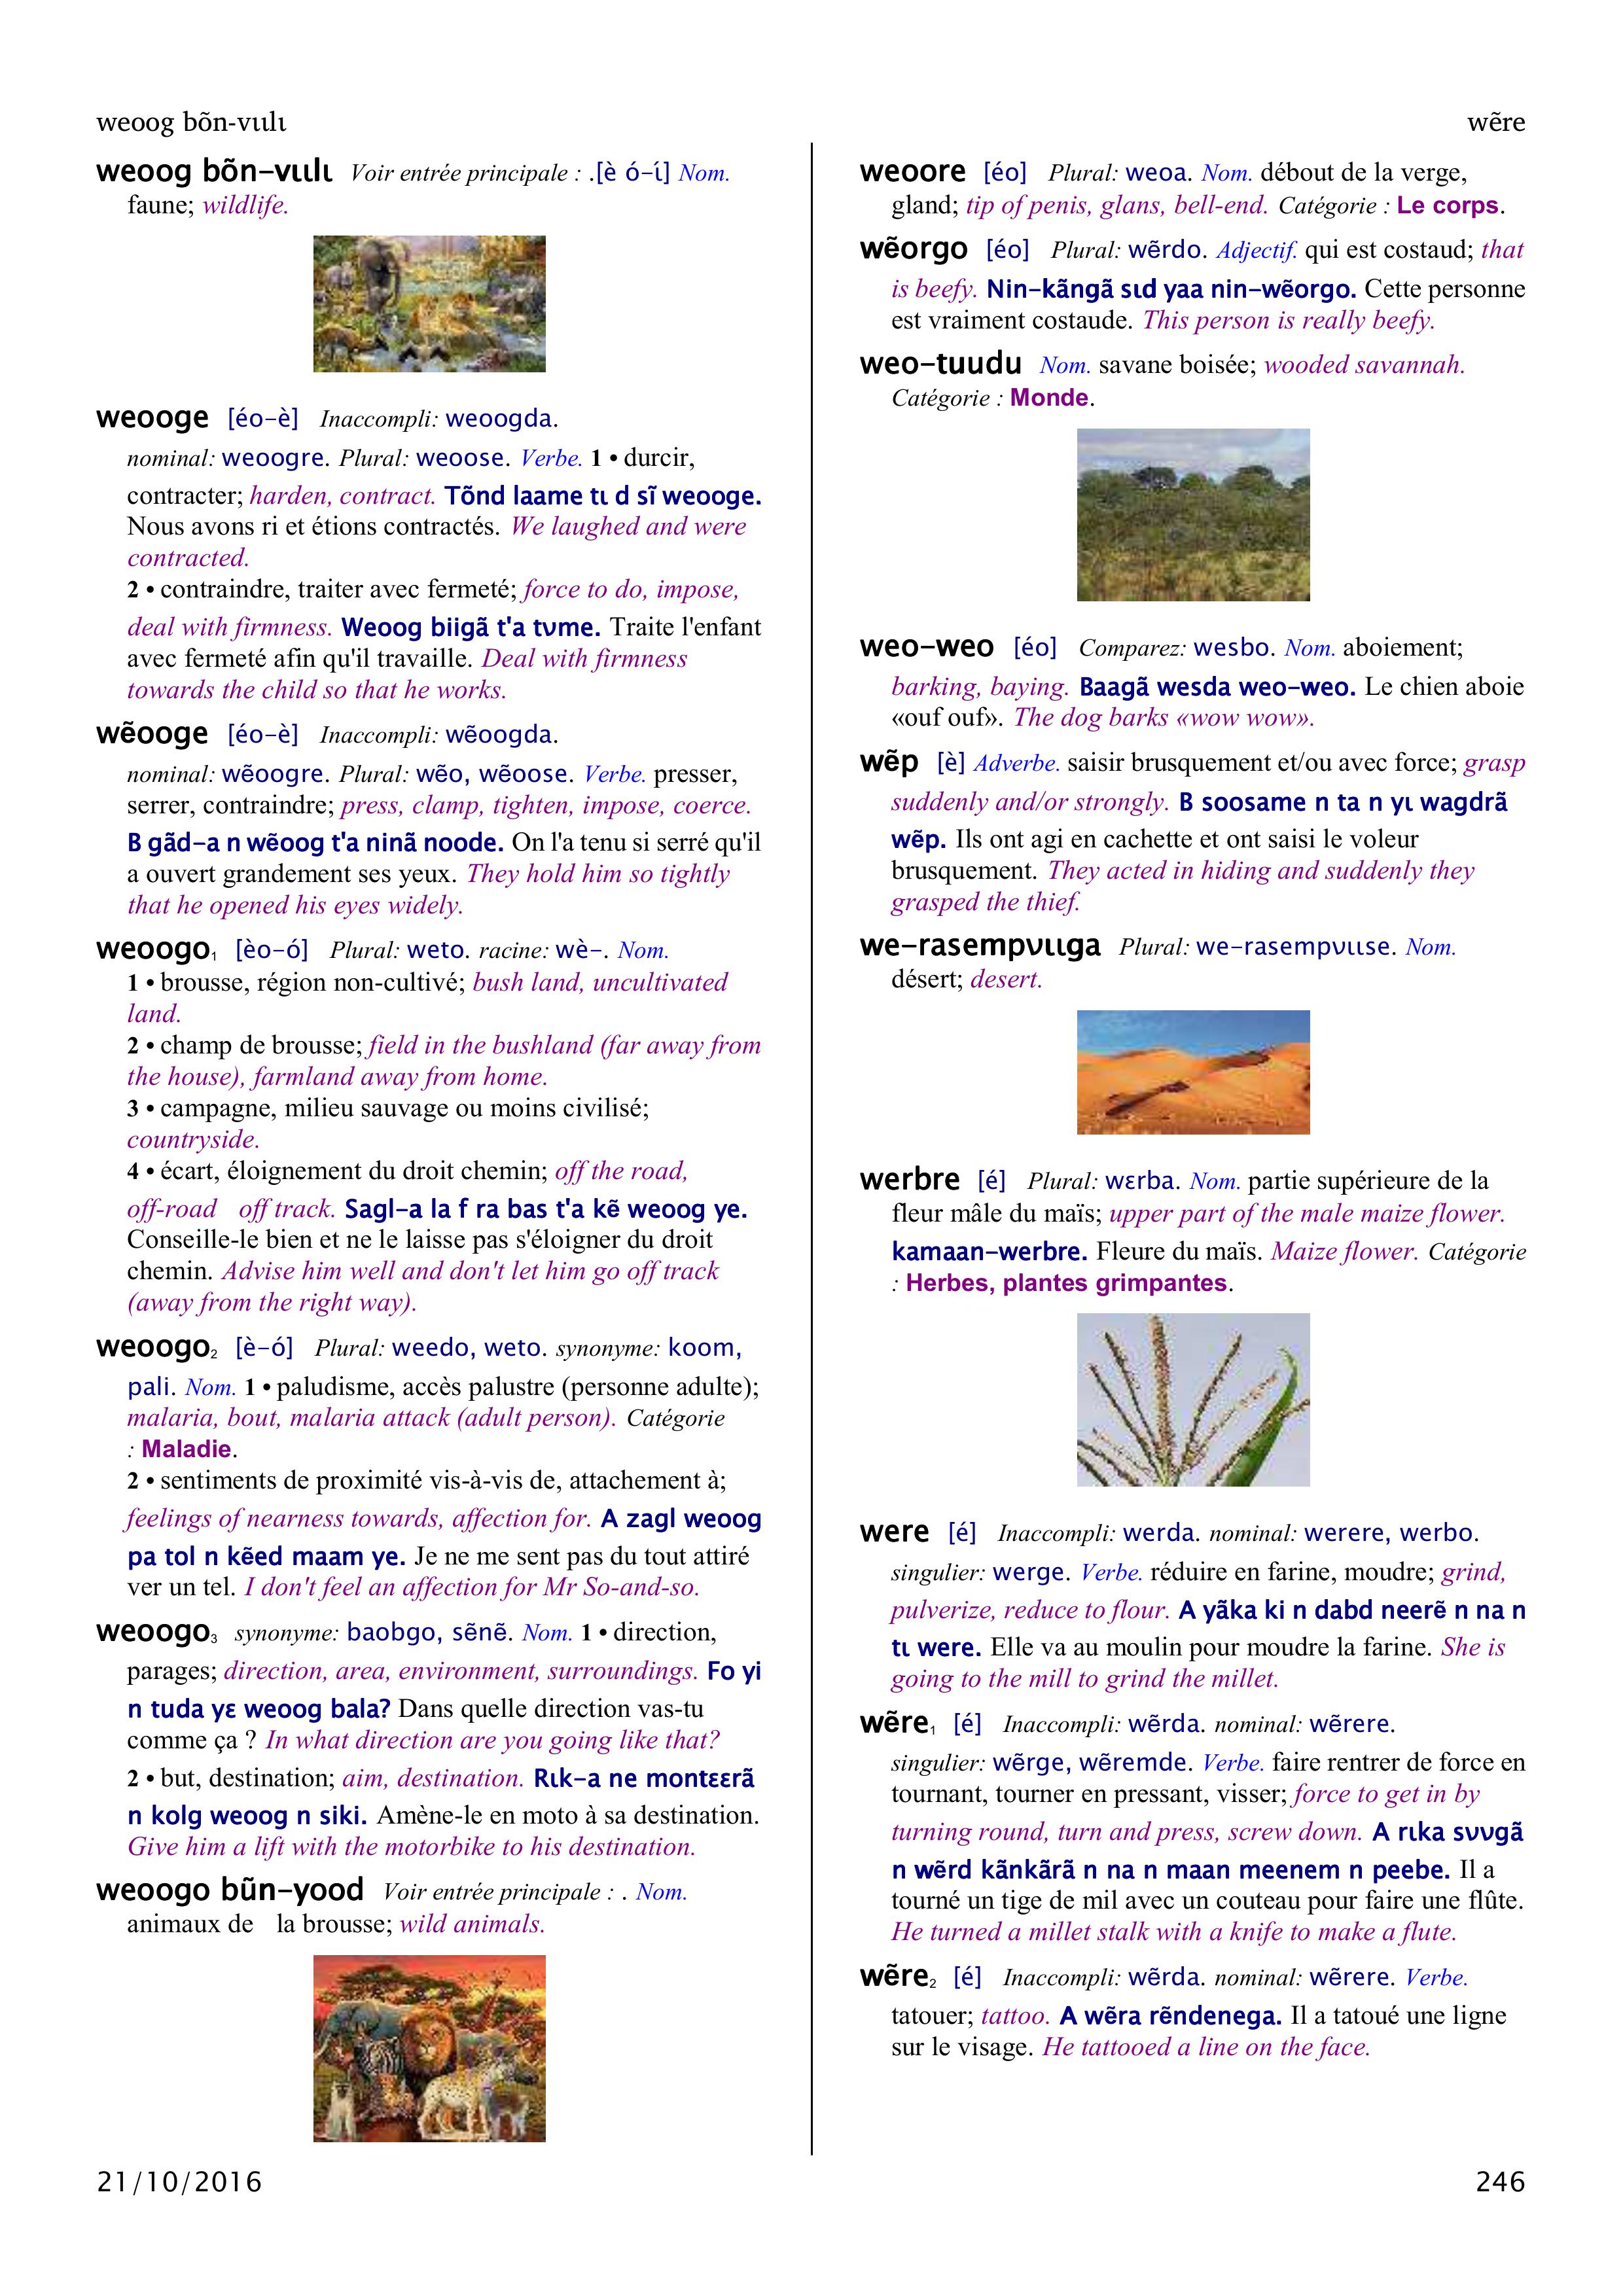 weoog bõn-vɩɩlɩ
wẽre
weoog bõn–vɩɩlɩ Voir entrée principale : .[è ó–ɩ́] Nom.
faune; wildlife.
weooge [éo–è] Inaccompli: weoogda.
nominal: weoogre. Plural: weoose. Verbe. 1 • durcir,
contracter; harden, contract. Tõnd laame tɩ d sĩ weooge.
Nous avons ri et étions contractés. We laughed and were
contracted.
2 • contraindre, traiter avec fermeté; force to do, impose,
deal with firmness. Weoog biigã t'a tʋme. Traite l'enfant
avec fermeté afin qu'il travaille. Deal with firmness
towards the child so that he works.
wẽooge [éo–è] Inaccompli: wẽoogda.
nominal: wẽoogre. Plural: wẽo, wẽoose. Verbe. presser,
serrer, contraindre; press, clamp, tighten, impose, coerce.
B gãd–a n wẽoog t'a ninã noode. On l'a tenu si serré qu'il
a ouvert grandement ses yeux. They hold him so tightly
that he opened his eyes widely.
weoogo₁ [èo–ó] Plural: weto. racine: wè–. Nom.
1 • brousse, région non-cultivé; bush land, uncultivated
land.
2 • champ de brousse; field in the bushland (far away from
the house), farmland away from home.
3 • campagne, milieu sauvage ou moins civilisé;
countryside.
4 • écart, éloignement du droit chemin; off the road,
off-road off track. Sagl–a la f ra bas t'a kẽ weoog ye.
Conseille-le bien et ne le laisse pas s'éloigner du droit
chemin. Advise him well and don't let him go off track
(away from the right way).
weoogo₂ [è–ó] Plural: weedo, weto. synonyme: koom,
pali. Nom. 1 • paludisme, accès palustre (personne adulte);
malaria, bout, malaria attack (adult person). Catégorie
: Maladie.
2 • sentiments de proximité vis-à-vis de, attachement à;
feelings of nearness towards, affection for. A zagl weoog
pa tol n kẽed maam ye. Je ne me sent pas du tout attiré
ver un tel. I don't feel an affection for Mr So-and-so.
weoogo₃ synonyme: baobgo, sẽnẽ. Nom. 1 • direction,
parages; direction, area, environment, surroundings. Fo yi
n tuda yɛ weoog bala? Dans quelle direction vas-tu
comme ça ? In what direction are you going like that?
2 • but, destination; aim, destination. Rɩk–a ne montɛɛrã
n kolg weoog n siki. Amène-le en moto à sa destination.
Give him a lift with the motorbike to his destination.
weoogo bũn–yood Voir entrée principale : . Nom.
animaux de la brousse; wild animals.
weoore [éo] Plural: weoa. Nom. débout de la verge,
gland; tip of penis, glans, bell-end. Catégorie : Le corps.
wẽorgo [éo] Plural: wẽrdo. Adjectif. qui est costaud; that
is beefy. Nin–kãngã sɩd yaa nin–wẽorgo. Cette personne
est vraiment costaude. This person is really beefy.
weo–tuudu Nom. savane boisée; wooded savannah.
Catégorie : Monde.
weo–weo [éo] Comparez: wesbo. Nom. aboiement;
barking, baying. Baagã wesda weo–weo. Le chien aboie
«ouf ouf». The dog barks «wow wow».
wẽp [è] Adverbe. saisir brusquement et/ou avec force; grasp
suddenly and/or strongly. B soosame n ta n yɩ wagdrã
wẽp. Ils ont agi en cachette et ont saisi le voleur
brusquement. They acted in hiding and suddenly they
grasped the thief.
we–rasempʋɩɩga Plural: we–rasempʋɩɩse. Nom.
désert; desert.
werbre [é] Plural: wɛrba. Nom. partie supérieure de la
fleur mâle du maïs; upper part of the male maize flower.
kamaan–werbre. Fleure du maïs. Maize flower. Catégorie
: Herbes, plantes grimpantes.
were [é] Inaccompli: werda. nominal: werere, werbo.
singulier: werge. Verbe. réduire en farine, moudre; grind,
pulverize, reduce to flour. A yãka ki n dabd neerẽ n na n
tɩ were. Elle va au moulin pour moudre la farine. She is
going to the mill to grind the millet.
wẽre₁ [é] Inaccompli: wẽrda. nominal: wẽrere.
singulier: wẽrge, wẽremde. Verbe. faire rentrer de force en
tournant, tourner en pressant, visser; force to get in by
turning round, turn and press, screw down. A rɩka sʋʋgã
n wẽrd kãnkãrã n na n maan meenem n peebe. Il a
tourné un tige de mil avec un couteau pour faire une flûte.
He turned a millet stalk with a knife to make a flute.
wẽre₂ [é] Inaccompli: wẽrda. nominal: wẽrere. Verbe.
tatouer; tattoo. A wẽra rẽndenega. Il a tatoué une ligne
sur le visage. He tattooed a line on the face.
21/10/2016
246